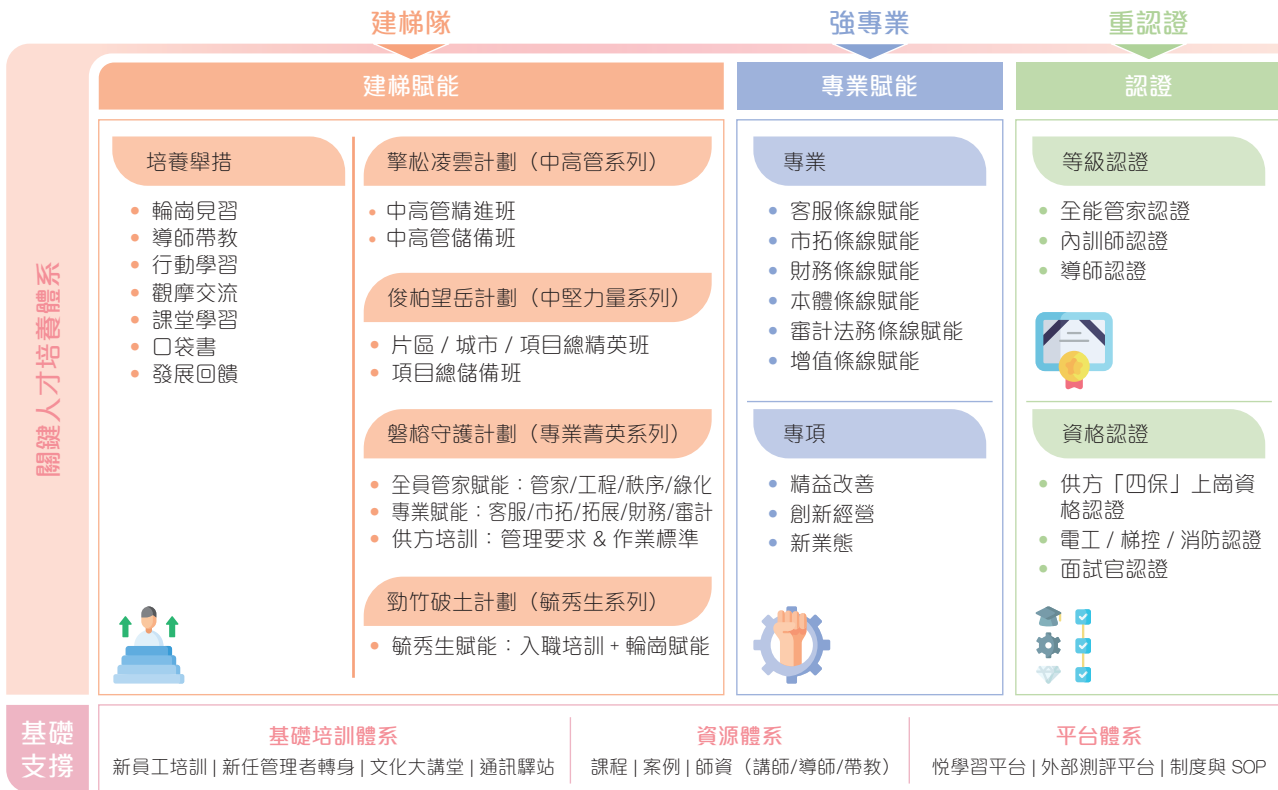 建梯隊
強專業
重認證
關鍵人才培養體系
建梯賦能
專業賦能
認證
培養舉措
輪崗見習
導師帶教
行動學習
觀摩交流
課堂學習
口袋書
發展回饋
擎松凌雲計劃（中高管系列）
中高管精進班
中高管儲備班
俊柏望岳計劃（中堅力量系列）
片區 / 城市 / 項目總精英班
項目總儲備班
磐榕守護計劃（專業菁英系列）
全員管家賦能：管家/工程/秩序/綠化
專業賦能：客服/市拓/拓展/財務/審計
供方培訓：管理要求 & 作業標準
勁竹破土計劃（毓秀生系列）
毓秀生賦能：入職培訓 + 輪崗賦能
專業
客服條線賦能
市拓條線賦能
財務條線賦能
本體條線賦能
審計法務條線賦能
增值條線賦能
專項
精益改善
創新經營
新業態
等級認證
全能管家認證
內訓師認證
導師認證
資格認證
供方「四保」上崗資
格認證
電工 / 梯控 / 消防認證
面試官認證
基礎
支撐
基礎培訓體系
新員工培訓 | 新任管理者轉身 | 文化大講堂 | 通訊驛站
資源體系
課程 | 案例 | 師資（講師/導師/帶教）
平台體系
悅學習平台 | 外部測評平台 | 制度與 SOP